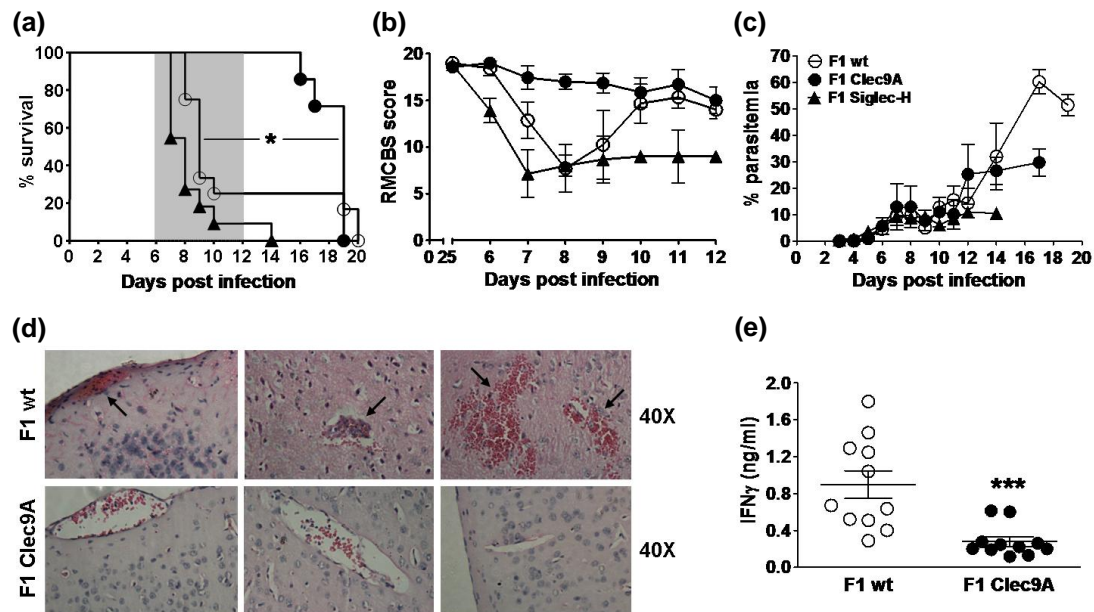 (a)
100
80
60
40
20
0
% survival
*
0 2 4 6 8 10 12 14 16 18 20
Days post infection
(b)
20
15
10
5
0
RMCBS score
0 25 6 7 8 9 10 11 12
Days post infection
(c)
70
60
50
40
30
20
10
0
% parasitemia
F1 wt
F1 Clec9A
F1 Siglec-H
0 2 4 6 8 10 12 14 16 18 20
Days post infection
(d)
F1 wt
40X
F1 Clec9A
40X
(e)
2.0
1.6
1.2
0.8
0.4
0.0
IFNγ (ng/ml)
***
F1 wt F1 Clec9A